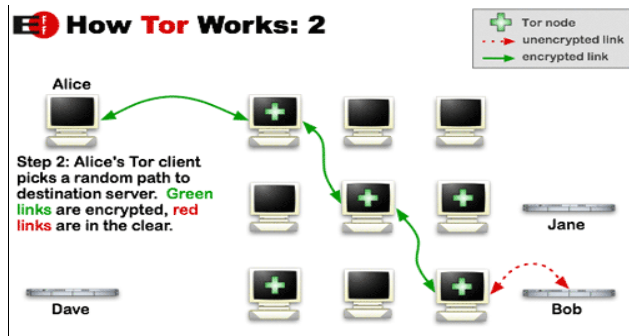 EFF How Tor Works: 2
Tor node
unencrypted link
encrypted link
Alice
Step 2: Alice's Tor client
picks a random path to
destination server. Green
links are encrypted, red
links are in the clear.
Jane
Dave
Bob